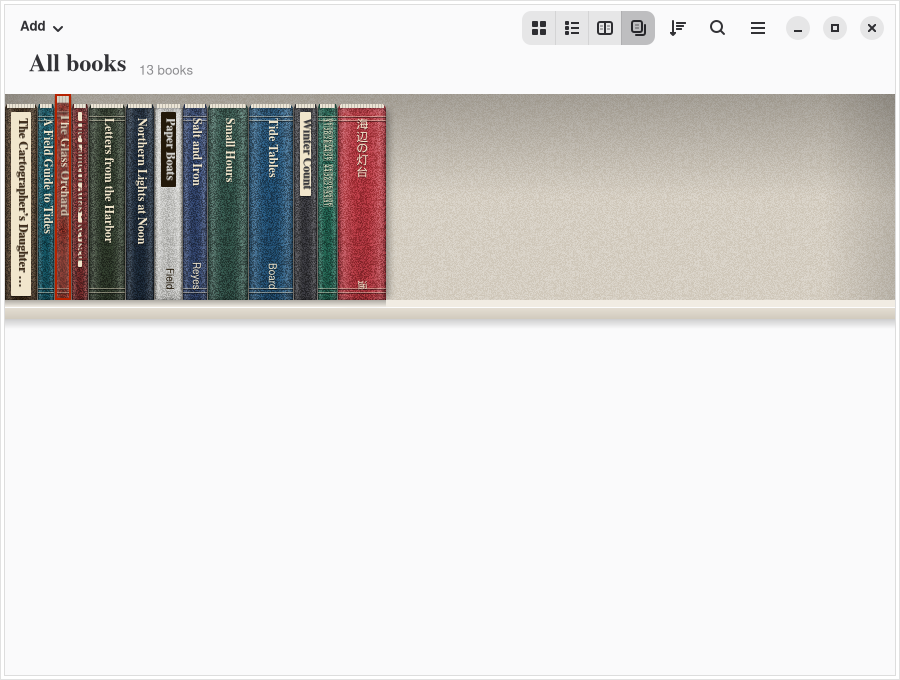 Add
All books
13 books
The Cartographer's Daughter ...
A Field Guide to Tides
The Glass Orchard
Letters from the Harbor
Northern Lights at Noon
Paper Boats
Field
Salt and Iron
Reyes
Small Hours
Tide Tables
Board
Winter Count
海辺の灯台